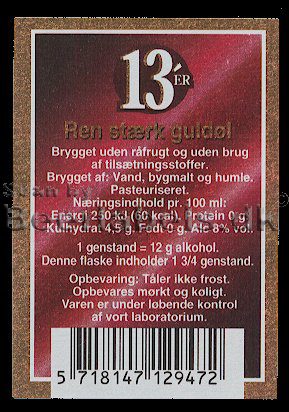 13'ER
Ren stærk guldøl
Brygget uden råfrugt og uden brug
af tilsætningsstoffer.
Brygget af: Vand, bygmalt og humle.
Pasteuriseret.
Næringsindhold pr. 100 ml:
Energi 250 kJ (60 kcal). Protein 0 g.
Kulhydrat 4,5 g. Fedt 0 g. Alc 8% vol.
1 genstand = 12 g alkohol.
Denne flaske indholder 1 3/4 genstand.
Opbevaring: Tåler ikke frost.
Opbevares mørkt og køligt.
Varen er under løbende kontrol
af vort laboratorium.
5 718147 129472